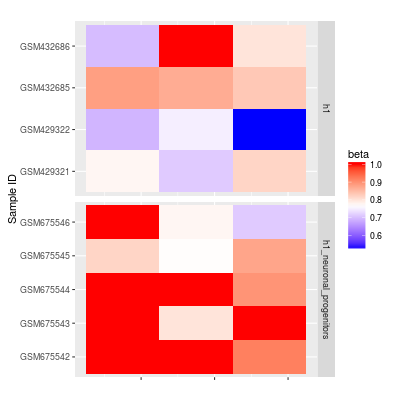 Sample ID
GSM432686
GSM432685
GSM429322
GSM429321
h1
GSM675546
GSM675545
GSM675544
GSM675543
GSM675542
h1_neuronal_progenitors
beta
1.0
0.9
0.8
0.7
0.6